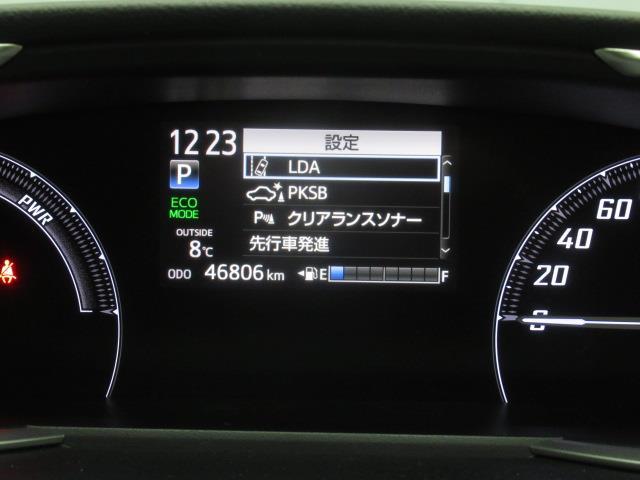 12 23
設定
LDA
P
PKSB
ECO
MODE
P クリアランスソナー
OUTSIDE
8℃
先行車発進
ODO 46806 km
E F
PWR
60
40
20
0